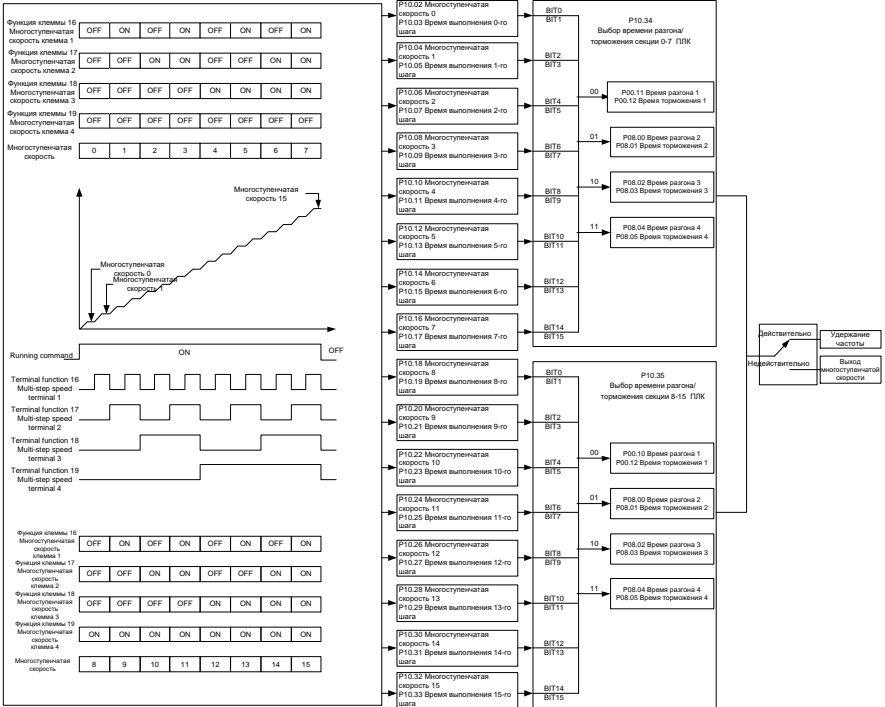 Функция клеммы 16
Многоступенчатая
скорость клемма 1
OFF ON OFF ON OFF ON OFF ON
Функция клеммы 17
Многоступенчатая
скорость клемма 2
OFF OFF ON ON OFF OFF ON ON
Функция клеммы 18
Многоступенчатая
скорость клемма 3
OFF OFF OFF OFF ON ON ON ON
Функция клеммы 19
Многоступенчатая
скорость клемма 4
OFF OFF OFF OFF OFF OFF OFF OFF
Многоступенчатая
скорость
0 1 2 3 4 5 6 7
Многоступенчатая
скорость 15
Многоступенчатая
скорость 0
Многоступенчатая
скорость 1
Running command
ON
OFF
Terminal function 16
Multi-step speed
terminal 1
Terminal function 17
Multi-step speed
terminal 2
Terminal function 18
Multi-step speed
terminal 3
Terminal function 19
Multi-step speed
terminal 4
Функция клеммы 16
Многоступенчатая
скорость
клемма 1
OFF ON OFF ON OFF ON OFF ON
Функция клеммы 17
Многоступенчатая
скорость
клемма 2
OFF OFF ON ON OFF OFF ON ON
Функция клеммы 18
Многоступенчатая
скорость
клемма 3
OFF OFF OFF OFF ON ON ON ON
Функция клеммы 19
Многоступенчатая
скорость
клемма 4
ON ON ON ON ON ON ON ON
Многоступенчатая
скорость
8 9 10 11 12 13 14 15
P10.02 Многоступенчатая
скорость 0
P10.03 Время выполнения 0-го
шага
P10.04 Многоступенчатая
скорость 1
P10.05 Время выполнения 1-го
шага
P10.06 Многоступенчатая
скорость 2
P10.07 Время выполнения 2-го
шага
P10.08 Многоступенчатая
скорость 3
P10.09 Время выполнения 3-го
шага
P10.10 Многоступенчатая
скорость 4
P10.11 Время выполнения 4-го
шага
P10.12 Многоступенчатая
скорость 5
P10.13 Время выполнения 5-го
шага
P10.14 Многоступенчатая
скорость 6
P10.15 Время выполнения 6-го
шага
P10.16 Многоступенчатая
скорость 7
P10.17 Время выполнения 7-го
шага
P10.18 Многоступенчатая
скорость 8
P10.19 Время выполнения 8-го
шага
P10.20 Многоступенчатая
скорость 9
P10.21 Время выполнения 9-го
шага
P10.22 Многоступенчатая
скорость 10
P10.23 Время выполнения 10-го
шага
P10.24 Многоступенчатая
скорость 11
P10.25 Время выполнения 11-го
шага
P10.26 Многоступенчатая
скорость 12
P10.27 Время выполнения 12-го
шага
P10.28 Многоступенчатая
скорость 13
P10.29 Время выполнения 13-го
шага
P10.30 Многоступенчатая
скорость 14
P10.31 Время выполнения 14-го
шага
P10.32 Многоступенчатая
скорость 15
P10.33 Время выполнения 15-го
шага
BIT0
BIT1
BIT2
BIT3
BIT4
BIT5
BIT6
BIT7
BIT8
BIT9
BIT10
BIT11
BIT12
BIT13
BIT14
BIT15
P10.34
Выбор времени разгона/
торможения секции 0-7 ПЛК
00
P00.11 Время разгона 1
P00.12 Время торможения 1
01
P08.00 Время разгона 2
P08.01 Время торможения 2
10
P08.02 Время разгона 3
P08.03 Время торможения 3
11
P08.04 Время разгона 4
P08.05 Время торможения 4
BIT0
BIT1
BIT2
BIT3
BIT4
BIT5
BIT6
BIT7
BIT8
BIT9
BIT10
BIT11
BIT12
BIT13
BIT14
BIT15
P10.35
Выбор времени разгона/
торможения секции 8-15 ПЛК
00
P00.10 Время разгона 1
P00.12 Время торможения 1
01
P08.00 Время разгона 2
P08.01 Время торможения 2
10
P08.02 Время разгона 3
P08.03 Время торможения 3
11
P08.04 Время разгона 4
P08.05 Время торможения 4
Действительно
Недействительно
Удержание
частоты
Выход
многоступенчатой
скорости